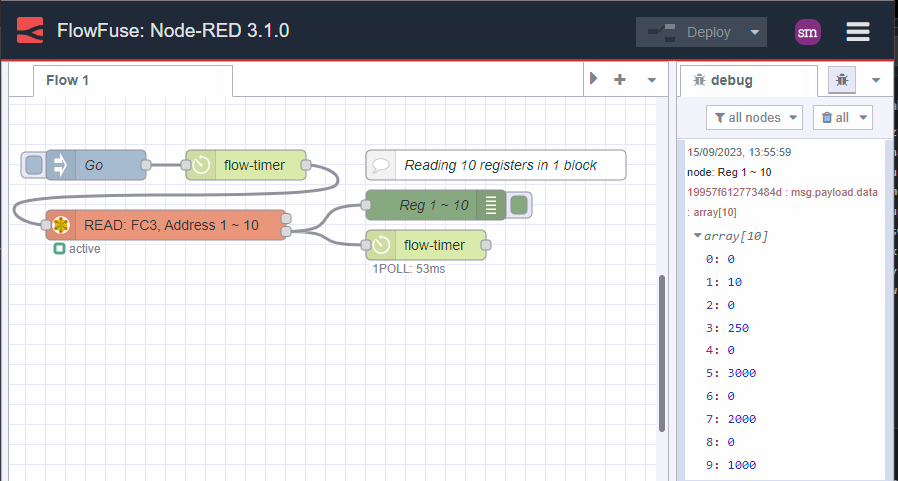 FlowFuse: Node-RED 3.1.0
Deploy
sm
Flow 1
debug
all nodes
all
Go
flow-timer
Reading 10 registers in 1 block
READ: FC3, Address 1 ~ 10
active
Reg 1 ~ 10
flow-timer
1POLL: 53ms
15/09/2023, 13:55:59
node: Reg 1 ~ 10
19957f612773484d : msg.payload.data
: array[10]
array[10]
0: 0
1: 10
2: 0
3: 250
4: 0
5: 3000
6: 0
7: 2000
8: 0
9: 1000